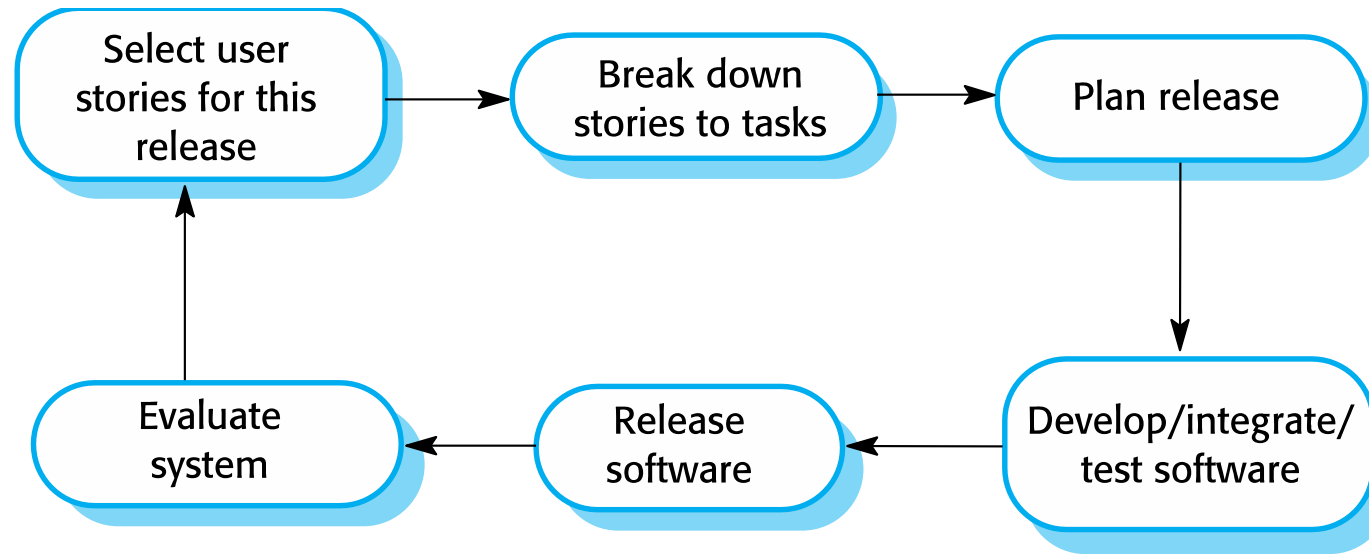 Select user
stories for this
release
Break down
stories to tasks
Plan release
Develop/integrate/
test software
Release
software
Evaluate
system